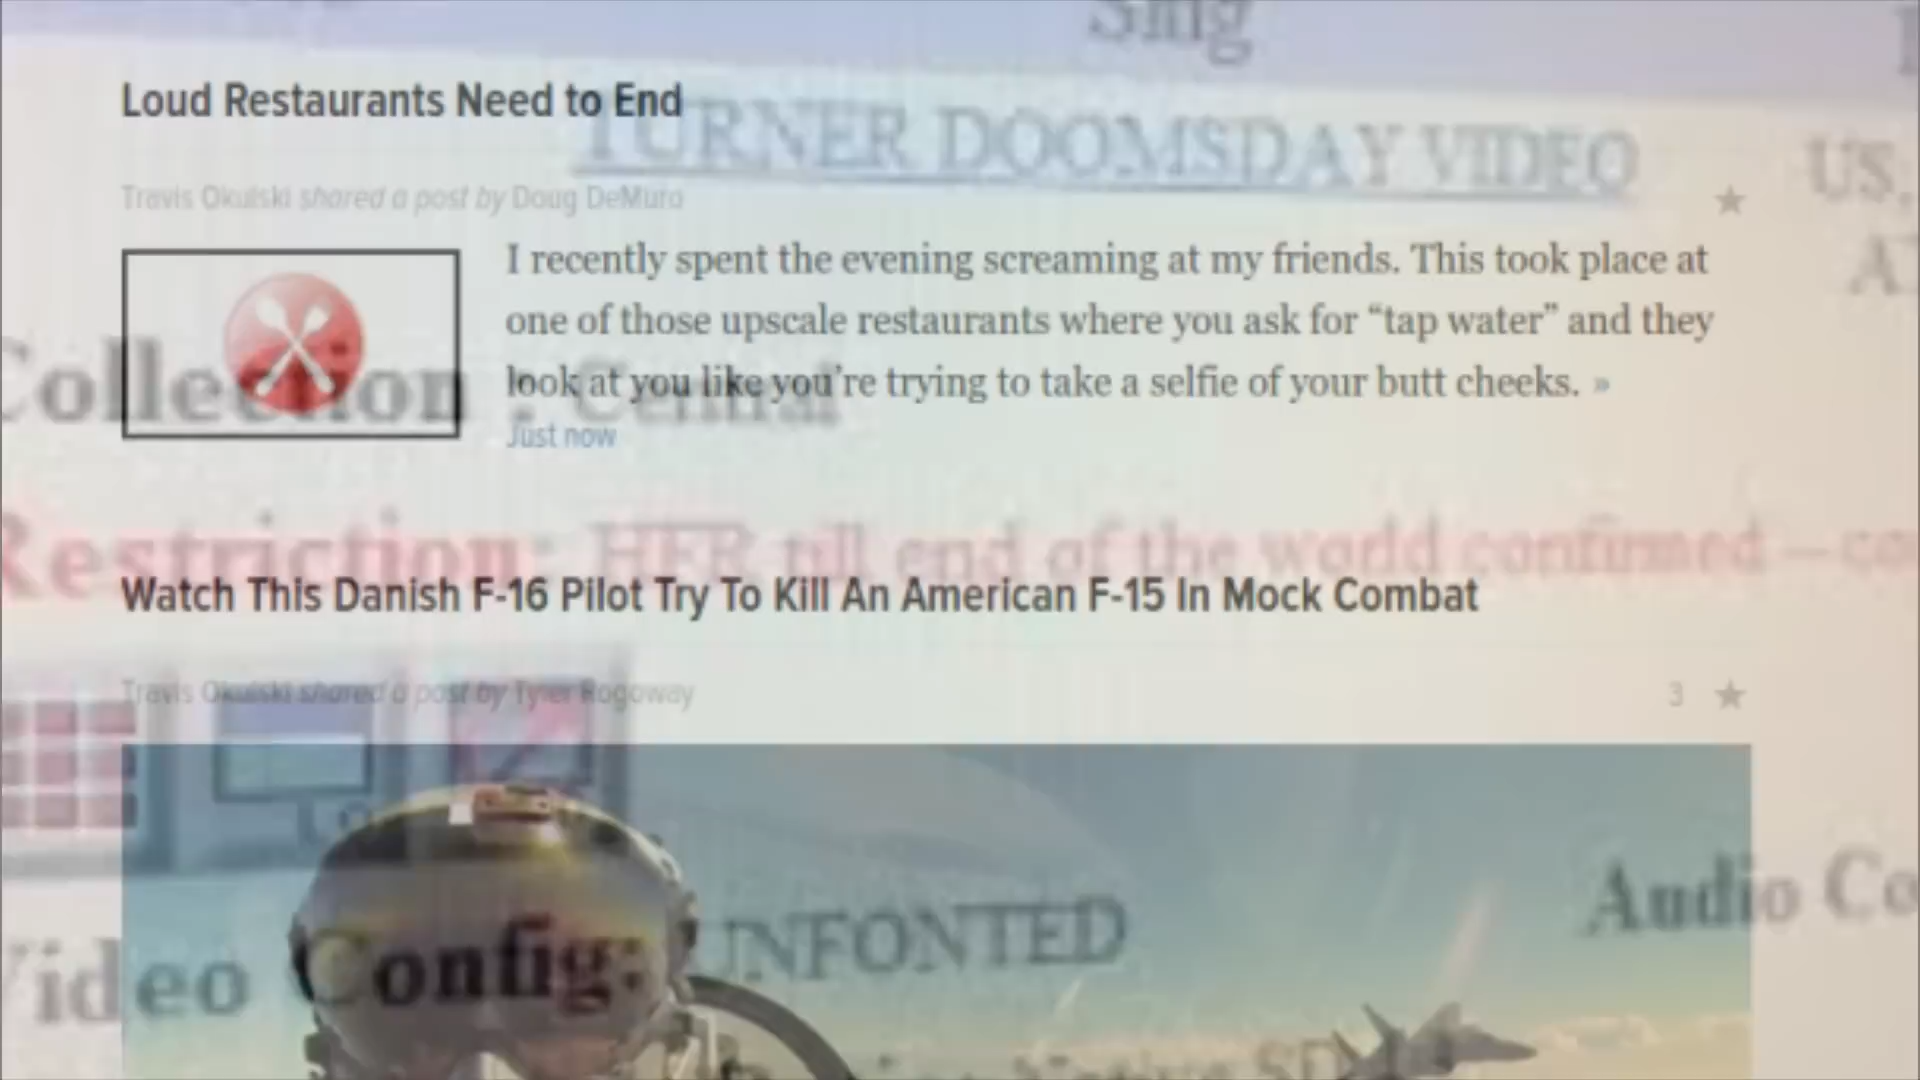 Sing
Loud Restaurants Need to End
TURNER DOOMSDAY VIDEO
US,
Travis Okulski shared a post by Doug DeMuro
I recently spent the evening screaming at my friends. This took place at
one of those upscale restaurants where you ask for “tap water” and they
look at you like you’re trying to take a selfie of your butt cheeks. »
Just now
Collection : Central
Restriction: HFR till end of the world confirmed
Watch This Danish F-16 Pilot Try To Kill An American F-15 In Mock Combat
Travis Okulski shared a post by Tyler Rogoway
3
Audio Co
Video Config: UNFONTED
Native SD